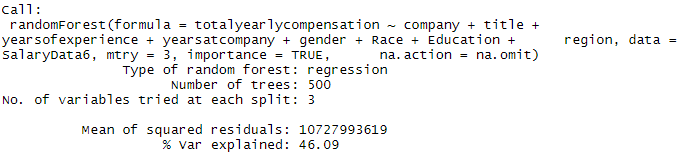 Call:
 randomForest(formula = totalyearlycompensation ~ company + title +
yearsofexperience + yearsatcompany + gender + Race + Education +      region, data =
SalaryData6, mtry = 3, importance = TRUE,      na.action = na.omit)
               Type of random forest: regression
                     Number of trees: 500
No. of variables tried at each split: 3

          Mean of squared residuals: 10727993619
                    % Var explained: 46.09